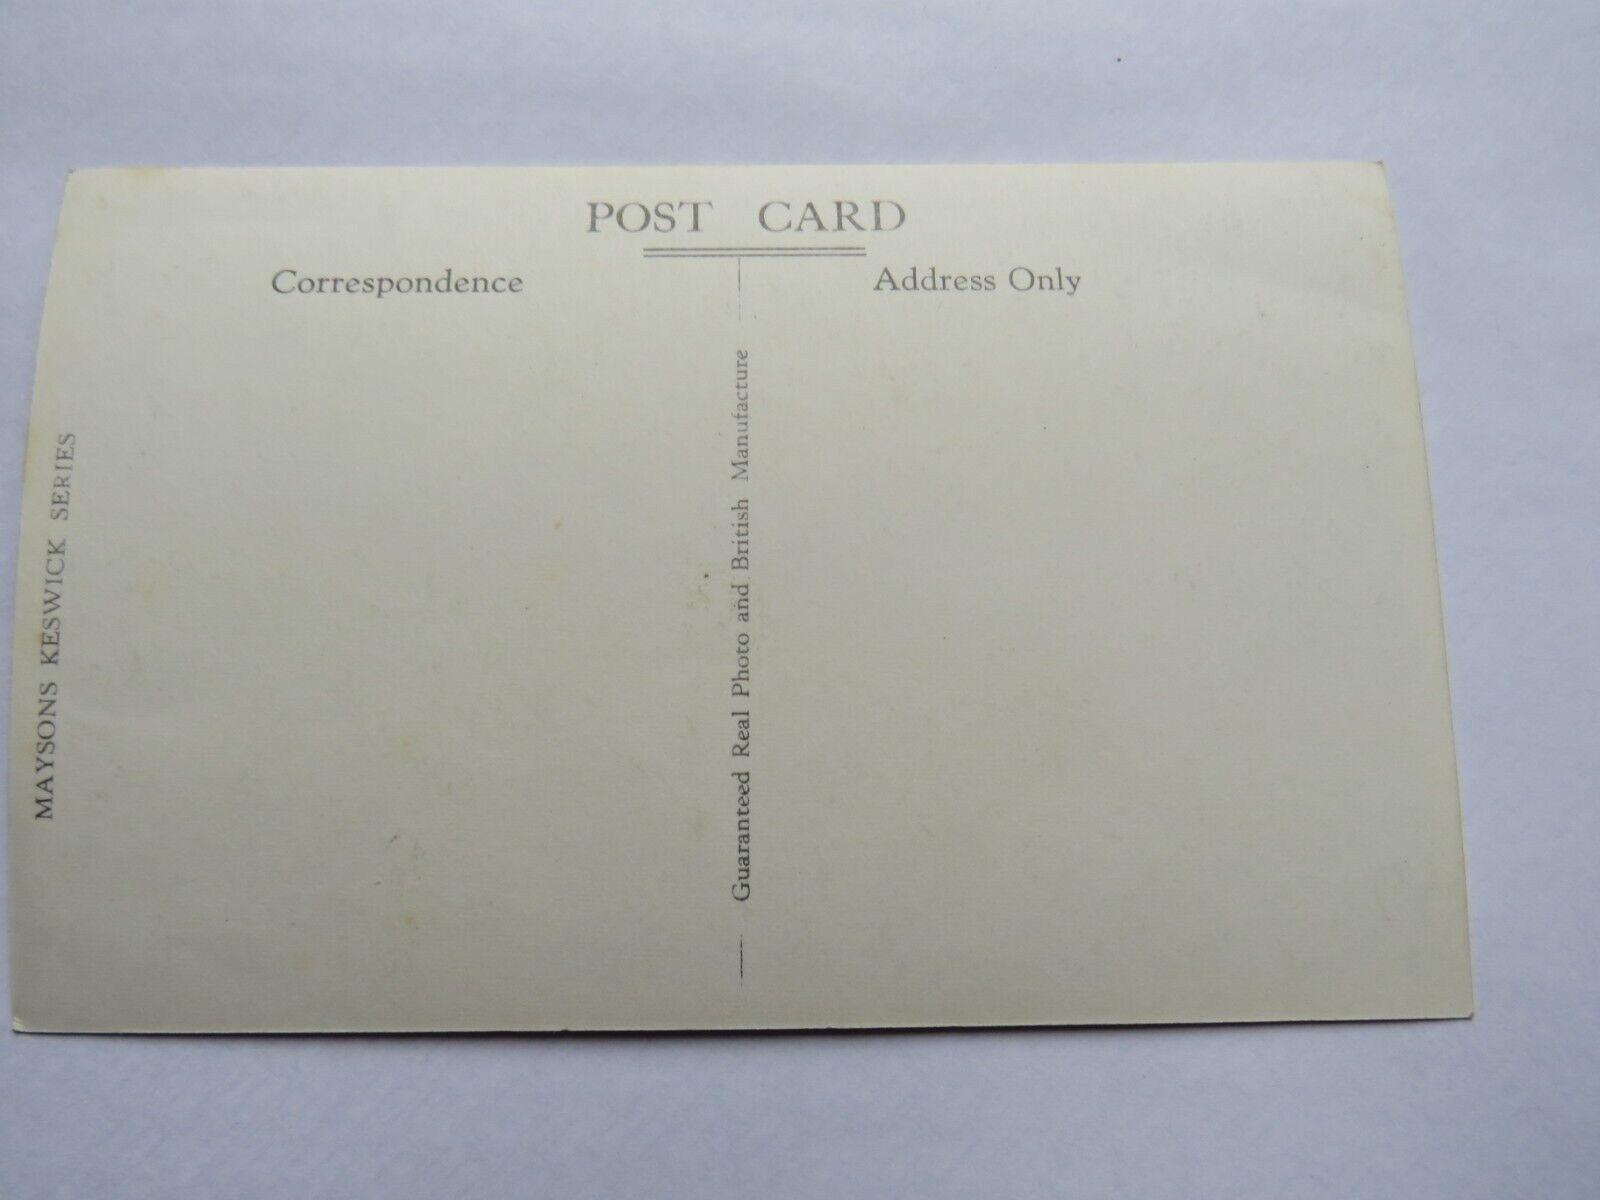 POST CARD
Correspondence
Address Only
MAYSONS KESWICK SERIES
Guaranteed Real Photo and British Manufacture